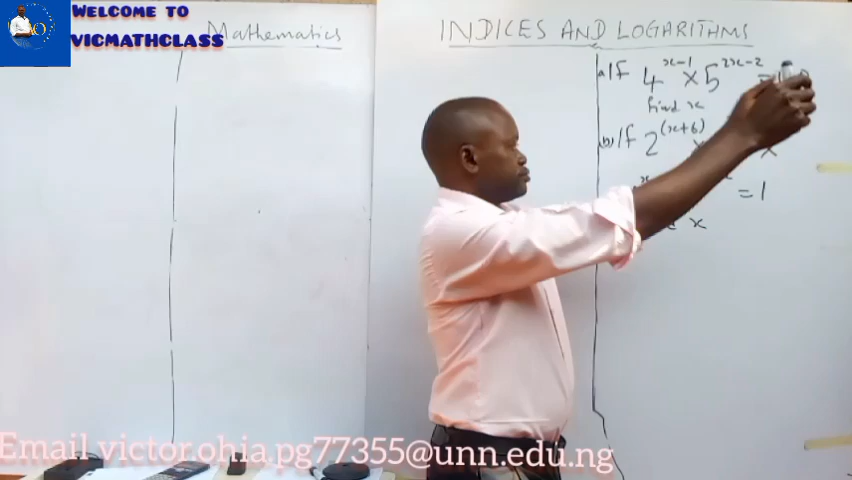 WELCOME TO
VICMATHCLASS
Mathematics
INDICES AND LOGARITHMS
a) If 4^(x-1) × 5^(2x-2) =
find x
(b) If 2^(x+6)
= 1
x
Email victor.ohia.pg77355@unn.edu.ng